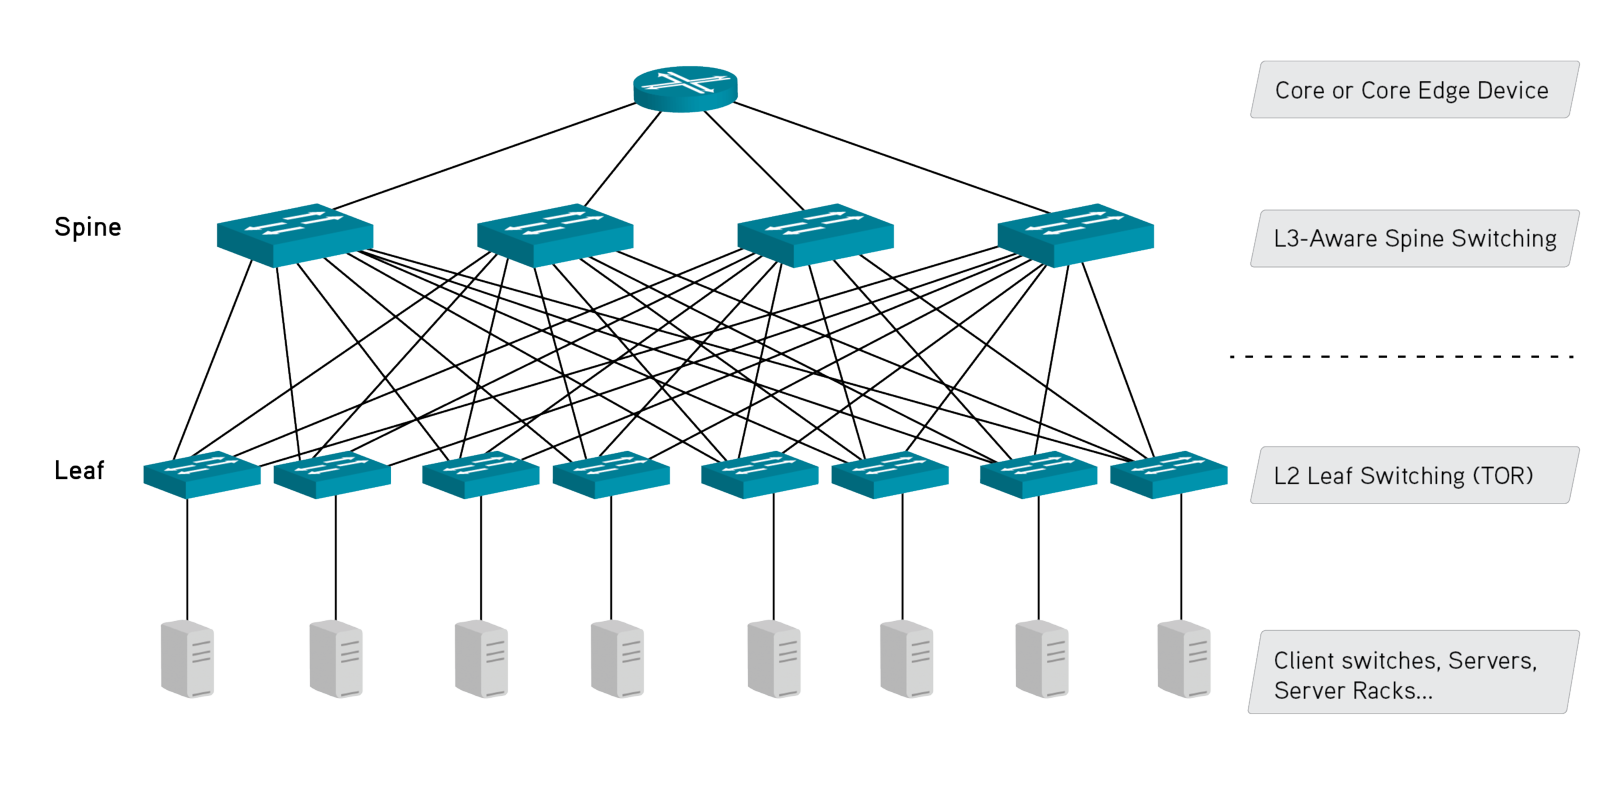 Core or Core Edge Device
Spine
L3-Aware Spine Switching
Leaf
L2 Leaf Switching (TOR)
Client switches, Servers,
Server Racks...